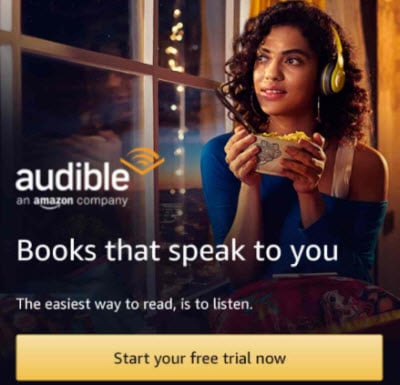 audible
an amazon company
Books that speak to you
The easiest way to read, is to listen.
Start your free trial now